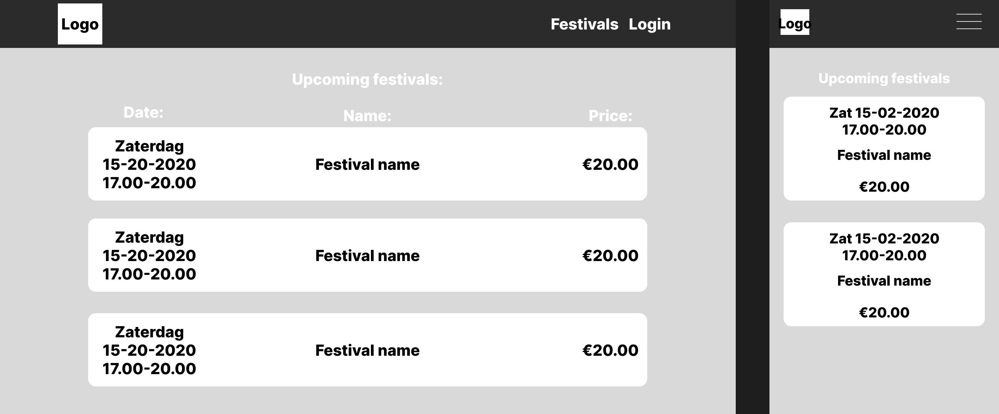 Logo
Festivals Login
Upcoming festivals:
Date: Name: Price:
Zaterdag
15-20-2020
17.00-20.00
Festival name
€20.00
Zaterdag
15-20-2020
17.00-20.00
Festival name
€20.00
Zaterdag
15-20-2020
17.00-20.00
Festival name
€20.00
Logo
Upcoming festivals
Zat 15-02-2020
17.00-20.00
Festival name
€20.00
Zat 15-02-2020
17.00-20.00
Festival name
€20.00